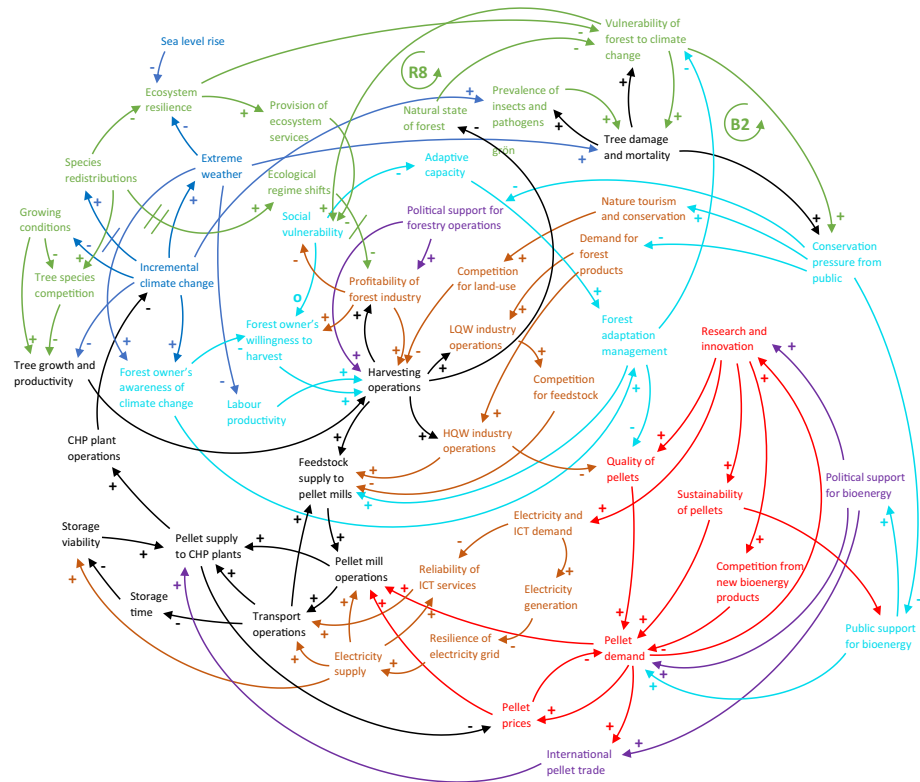 Sea level rise
Vulnerability of
forest to climate
change
R8
Ecosystem
resilience
Provision of
ecosystem
services
Natural state
of forest
Prevalence of
insects and
pathogens
grön
B2
Tree damage
and mortality
Species
redistributions
Extreme
weather
Adaptive
capacity
Ecological
regime shifts
Growing
conditions
Social
vulnerability
Political support for
forestry operations
Nature tourism
and conservation
Conservation
pressure from
public
Demand for
forest
products
Tree species
competition
Incremental
climate change
Profitability of
forest industry
Competition
for land-use
Forest owner's
willingness to
harvest
LQW industry
operations
Forest
adaptation
management
Research and
innovation
Tree growth and
productivity
Forest owner's
awareness of
climate change
Labour
productivity
Harvesting
operations
Competition
for feedstock
CHP plant
operations
HQW industry
operations
Feedstock
supply to
pellet mills
Quality of
pellets
Sustainability
of pellets
Political support
for bioenergy
Storage
viability
Pellet supply
to CHP plants
Electricity and
ICT demand
Pellet mill
operations
Reliability of
ICT services
Competition from
new bioenergy
products
Electricity
generation
Storage
time
Transport
operations
Electricity
supply
Resilience of
electricity grid
Pellet
demand
Public support
for bioenergy
Pellet
prices
International
pellet trade